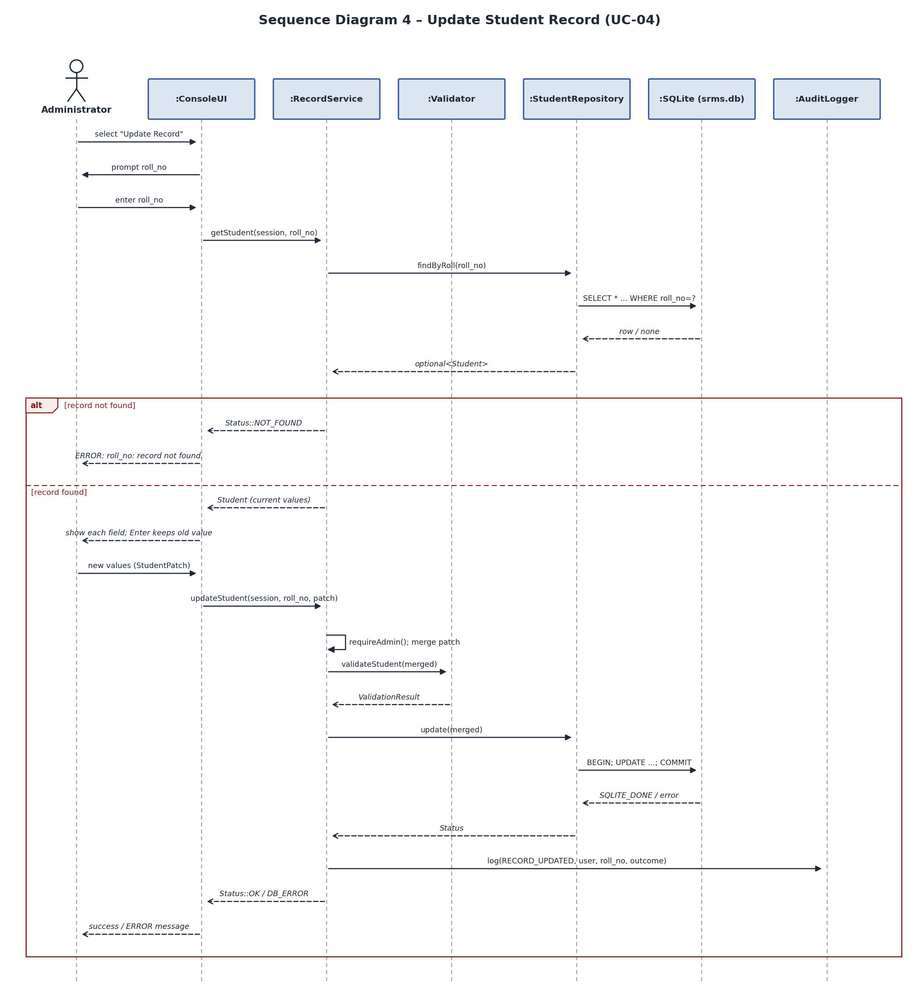 Sequence Diagram 4 – Update Student Record (UC-04)
Administrator
:ConsoleUI
:RecordService
:Validator
:StudentRepository
:SQLite (srms.db)
:AuditLogger
select "Update Record"
prompt roll_no
enter roll_no
getStudent(session, roll_no)
findByRoll(roll_no)
SELECT * ... WHERE roll_no=?
row / none
optional<Student>
alt
[record not found]
Status::NOT_FOUND
ERROR: roll_no: record not found.
[record found]
Student (current values)
show each field; Enter keeps old value
new values (StudentPatch)
updateStudent(session, roll_no, patch)
requireAdmin(); merge patch
validateStudent(merged)
ValidationResult
update(merged)
BEGIN; UPDATE ...; COMMIT
SQLITE_DONE / error
Status
log(RECORD_UPDATED, user, roll_no, outcome)
Status::OK / DB_ERROR
success / ERROR message